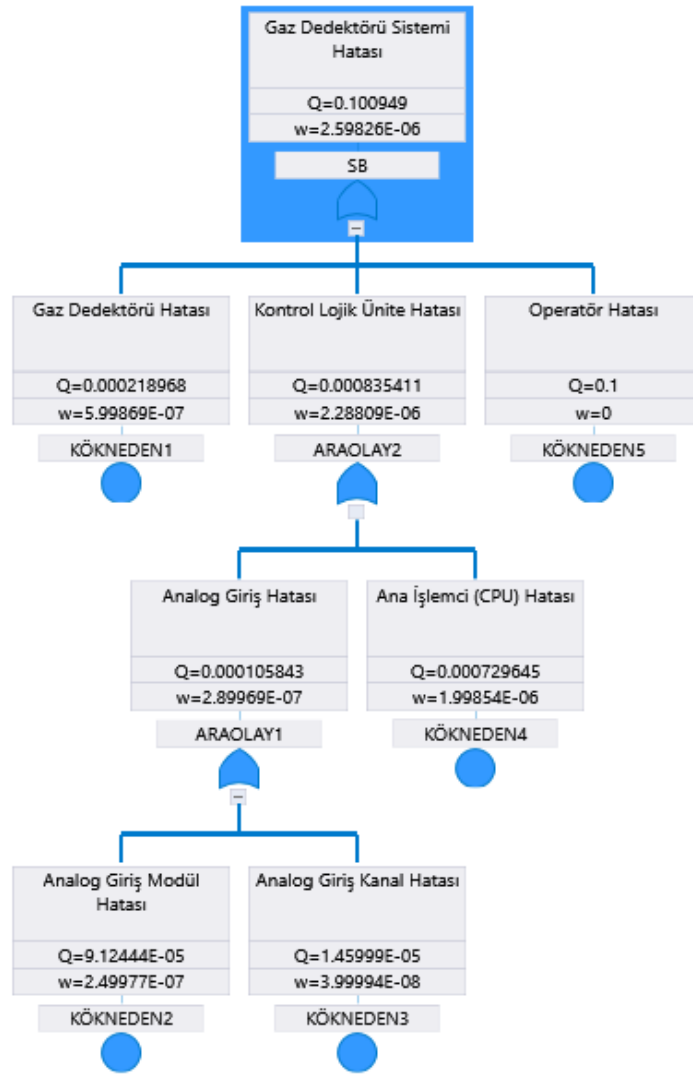 Gaz Dedektörü Sistemi
Hatası
Q=0.100949
w=2.59826E-06
SB
Gaz Dedektörü Hatası
Q=0.000218968
w=5.99869E-07
KÖKNEDEN1
Kontrol Lojik Ünite Hatası
Q=0.000835411
w=2.28809E-06
ARAOLAY2
Operatör Hatası
Q=0.1
w=0
KÖKNEDEN5
Analog Giriş Hatası
Q=0.000105843
w=2.89969E-07
ARAOLAY1
Ana İşlemci (CPU) Hatası
Q=0.000729645
w=1.99854E-06
KÖKNEDEN4
Analog Giriş Modül
Hatası
Q=9.12444E-05
w=2.49977E-07
KÖKNEDEN2
Analog Giriş Kanal Hatası
Q=1.45999E-05
w=3.99994E-08
KÖKNEDEN3